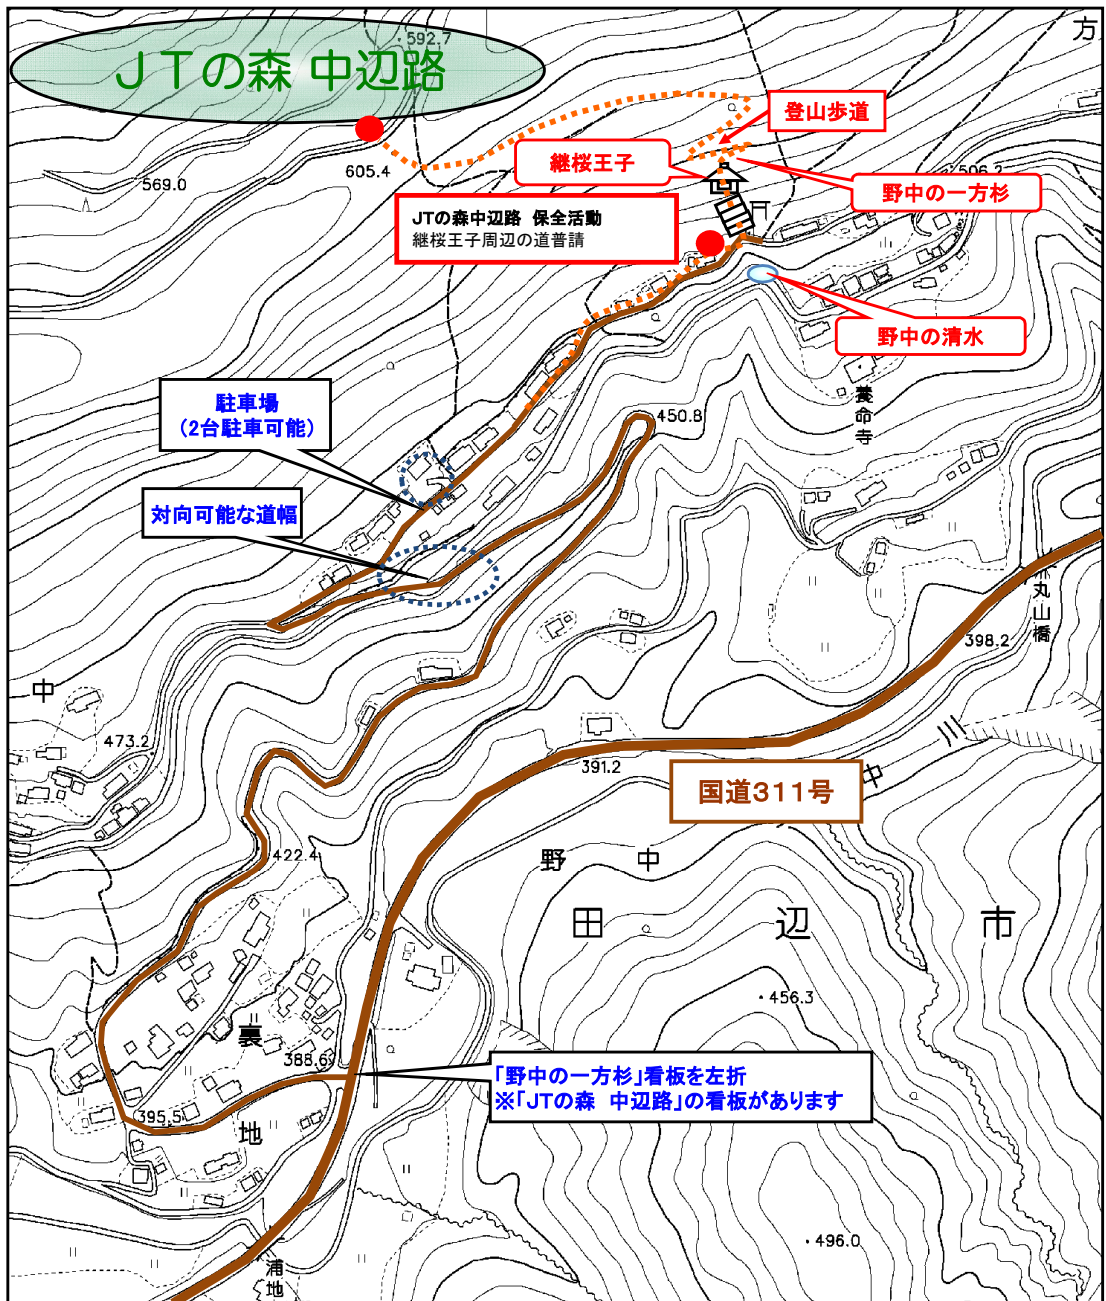 方
592.7
JTの森 中辺路
登山歩道
継桜王子
506.2
605.4
569.0
野中の一方杉
JTの森中辺路 保全活動
継桜王子周辺の道普請
野中の清水
養命寺
駐車場
(2台駐車可能)
450.8
対向可能な道幅
丸山橋
398.2
中
473.2
391.2
川
中
国道311号
422.4
野 中
田 辺 市
456.3
裏
388.6
「野中の一方杉」看板を左折
※「JTの森 中辺路」の看板があります
395.5
地
496.0
浦地